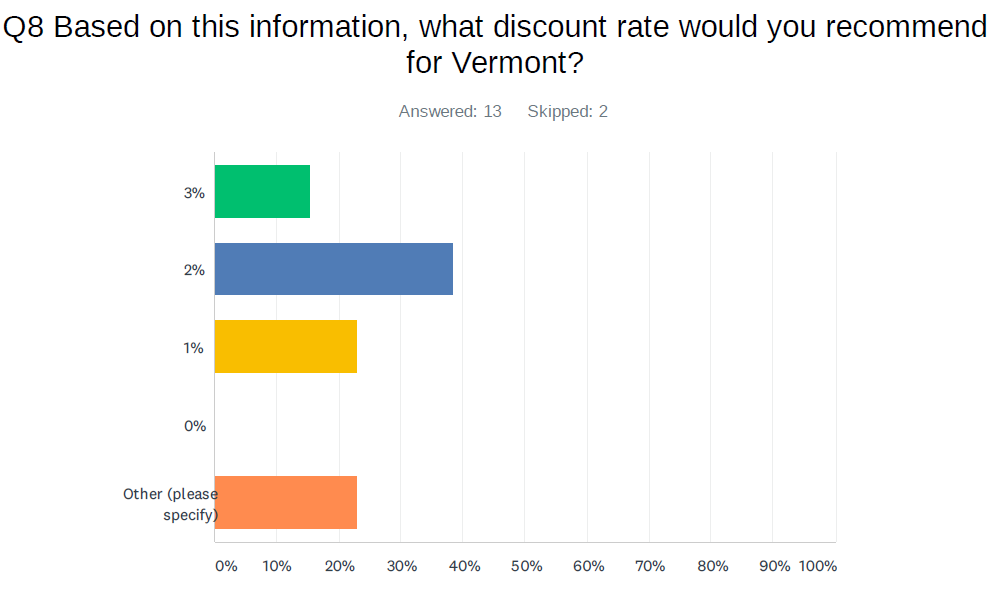 Q8 Based on this information, what discount rate would you recommend
for Vermont?
Answered: 13 Skipped: 2
3%
2%
1%
0%
Other (please
specify)
0% 10% 20% 30% 40% 50% 60% 70% 80% 90% 100%